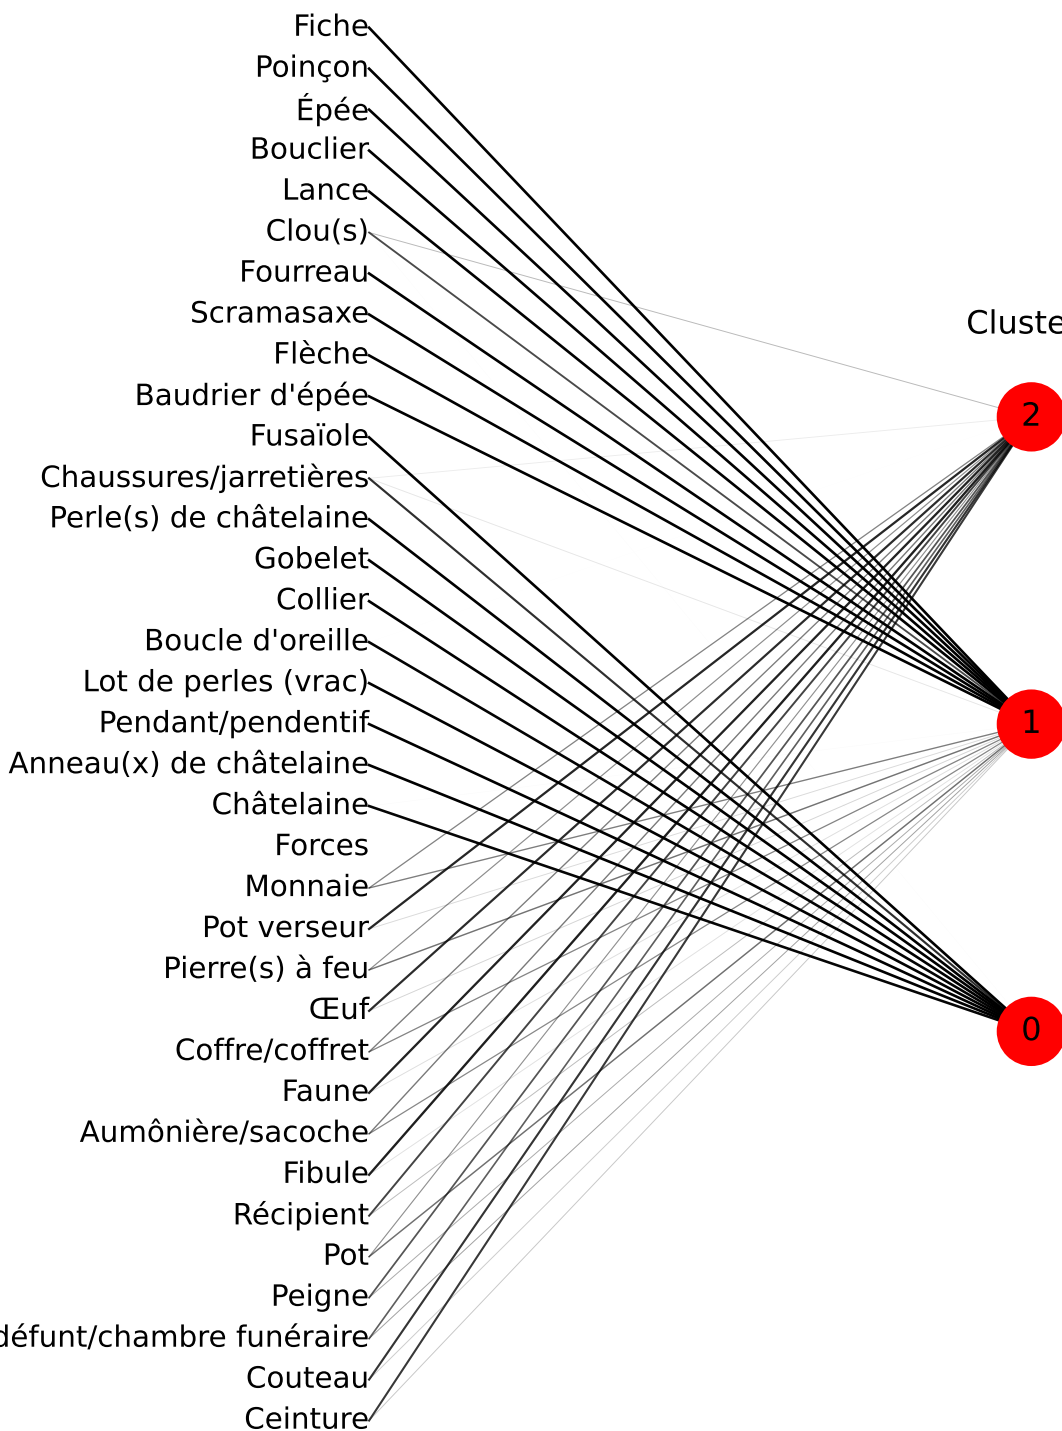 Fiche
Poinçon
Épée
Bouclier
Lance
Clou(s)
Fourreau
Scramasaxe
Cluste
Flèche
Baudrier d'épée
2
Fusaïole
Chaussures/jarretières
Perle(s) de châtelaine
Gobelet
Collier
Boucle d'oreille
Lot de perles (vrac)
Pendant/pendentif
1
Anneau(x) de châtelaine
Châtelaine
Forces
Monnaie
Pot verseur
Pierre(s) à feu
Œuf
0
Coffre/coffret
Faune
Aumônière/sacoche
Fibule
Récipient
Pot
Peigne
défunt/chambre funéraire
Couteau
Ceinture